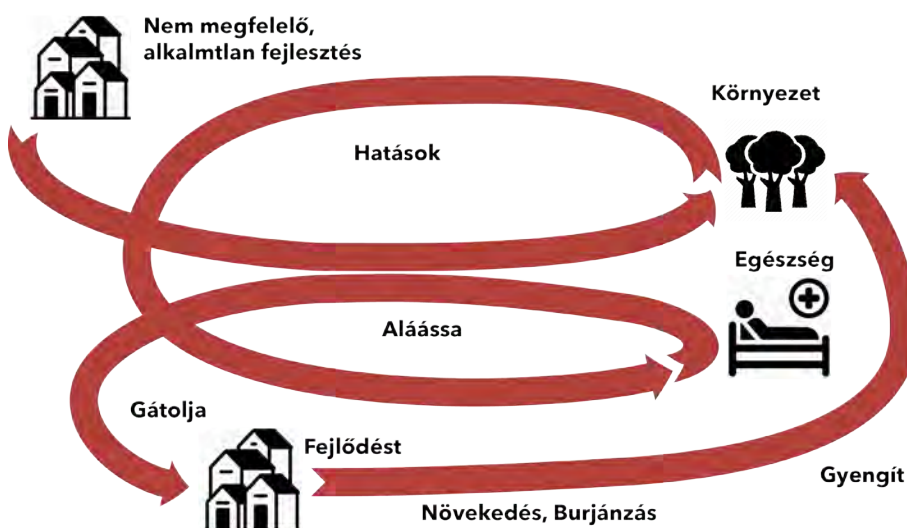 Nem megfelelő,
alkalmtlan fejlesztés
Környezet
Hatások
Egészség
Aláássa
Gátolja
Fejlődést
Gyengít
Növekedés, Burjánzás